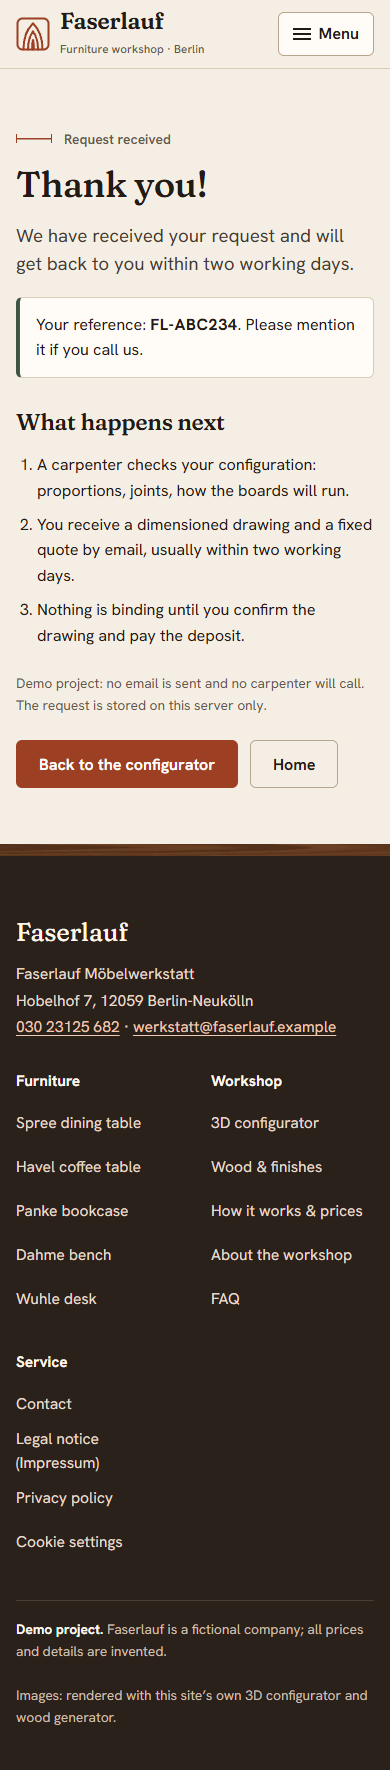 Faserlauf
Furniture workshop · Berlin
Menu
Request received
Thank you!
We have received your request and will
get back to you within two working days.
Your reference: FL-ABC234. Please mention
it if you call us.
What happens next
1. A carpenter checks your configuration:
proportions, joints, how the boards will run.
2. You receive a dimensioned drawing and a fixed
quote by email, usually within two working
days.
3. Nothing is binding until you confirm the
drawing and pay the deposit.
Demo project: no email is sent and no carpenter will call.
The request is stored on this server only.
Back to the configurator
Home
Faserlauf
Faserlauf Möbelwerkstatt
Hobelhof 7, 12059 Berlin-Neukölln
030 23125 682 · werkstatt@faserlauf.example
Furniture
Spree dining table
Havel coffee table
Panke bookcase
Dahme bench
Wuhle desk
Workshop
3D configurator
Wood & finishes
How it works & prices
About the workshop
FAQ
Service
Contact
Legal notice
(Impressum)
Privacy policy
Cookie settings
Demo project. Faserlauf is a fictional company; all prices
and details are invented.
Images: rendered with this site’s own 3D configurator and
wood generator.